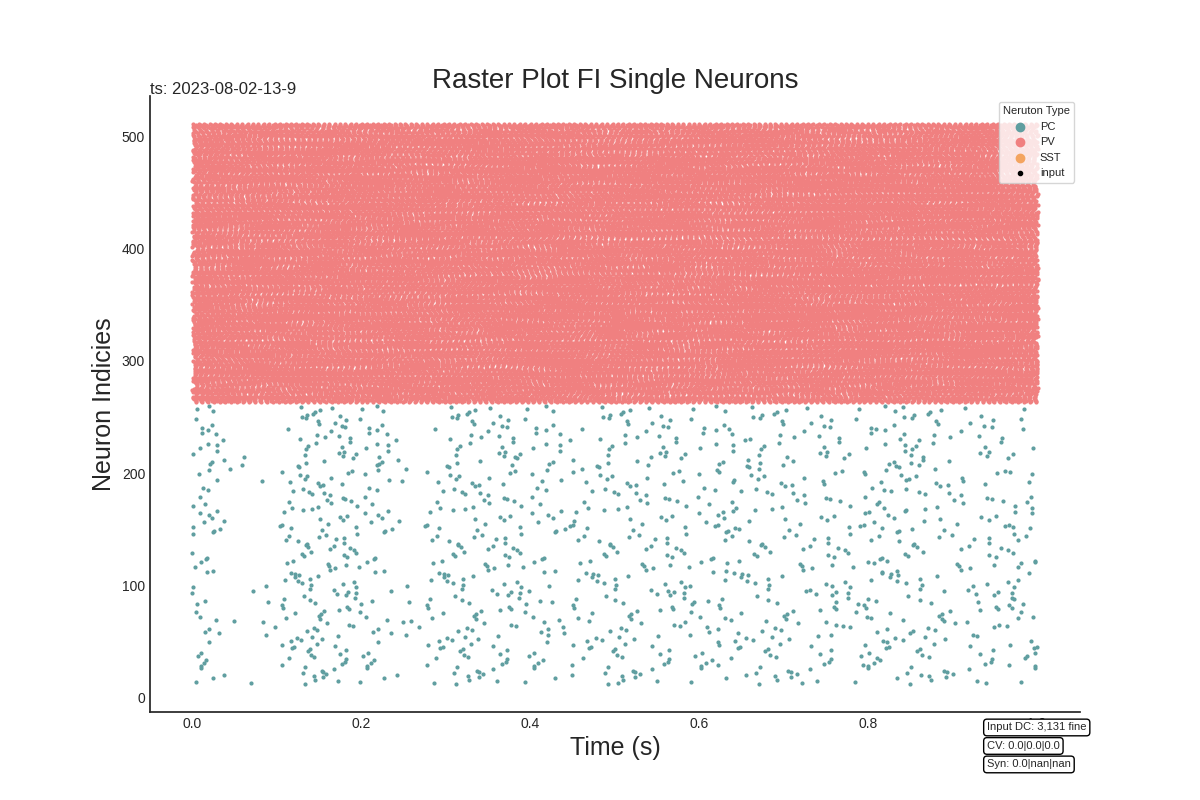 Raster Plot FI Single Neurons
ts: 2023-08-02-13-9
Neruton Type
PC
PV
SST
input
500
400
300
200
100
0
Neuron Indicies
0.0 0.2 0.4 0.6 0.8
Time (s)
Input DC: 3,131 fine
CV: 0.0|0.0|0.0
Syn: 0.0|nan|nan